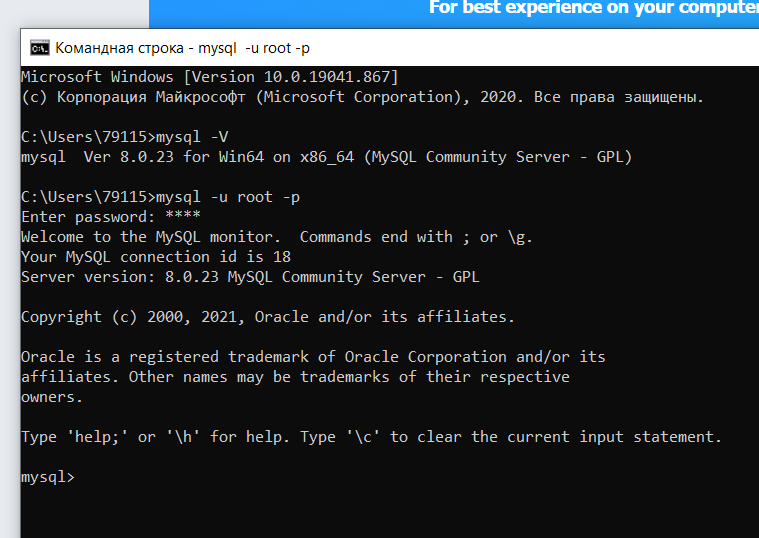 For best experience on your computer
Командная строка - mysql  -u root -p
Microsoft Windows [Version 10.0.19041.867]
(c) Корпорация Майкрософт (Microsoft Corporation), 2020. Все права защищены.
C:\Users\79115>mysql -V
mysql  Ver 8.0.23 for Win64 on x86_64 (MySQL Community Server - GPL)
C:\Users\79115>mysql -u root -p
Enter password: ****
Welcome to the MySQL monitor.  Commands end with ; or \g.
Your MySQL connection id is 18
Server version: 8.0.23 MySQL Community Server - GPL
Copyright (c) 2000, 2021, Oracle and/or its affiliates.
Oracle is a registered trademark of Oracle Corporation and/or its
affiliates. Other names may be trademarks of their respective
owners.
Type 'help;' or '\h' for help. Type '\c' to clear the current input statement.
mysql>